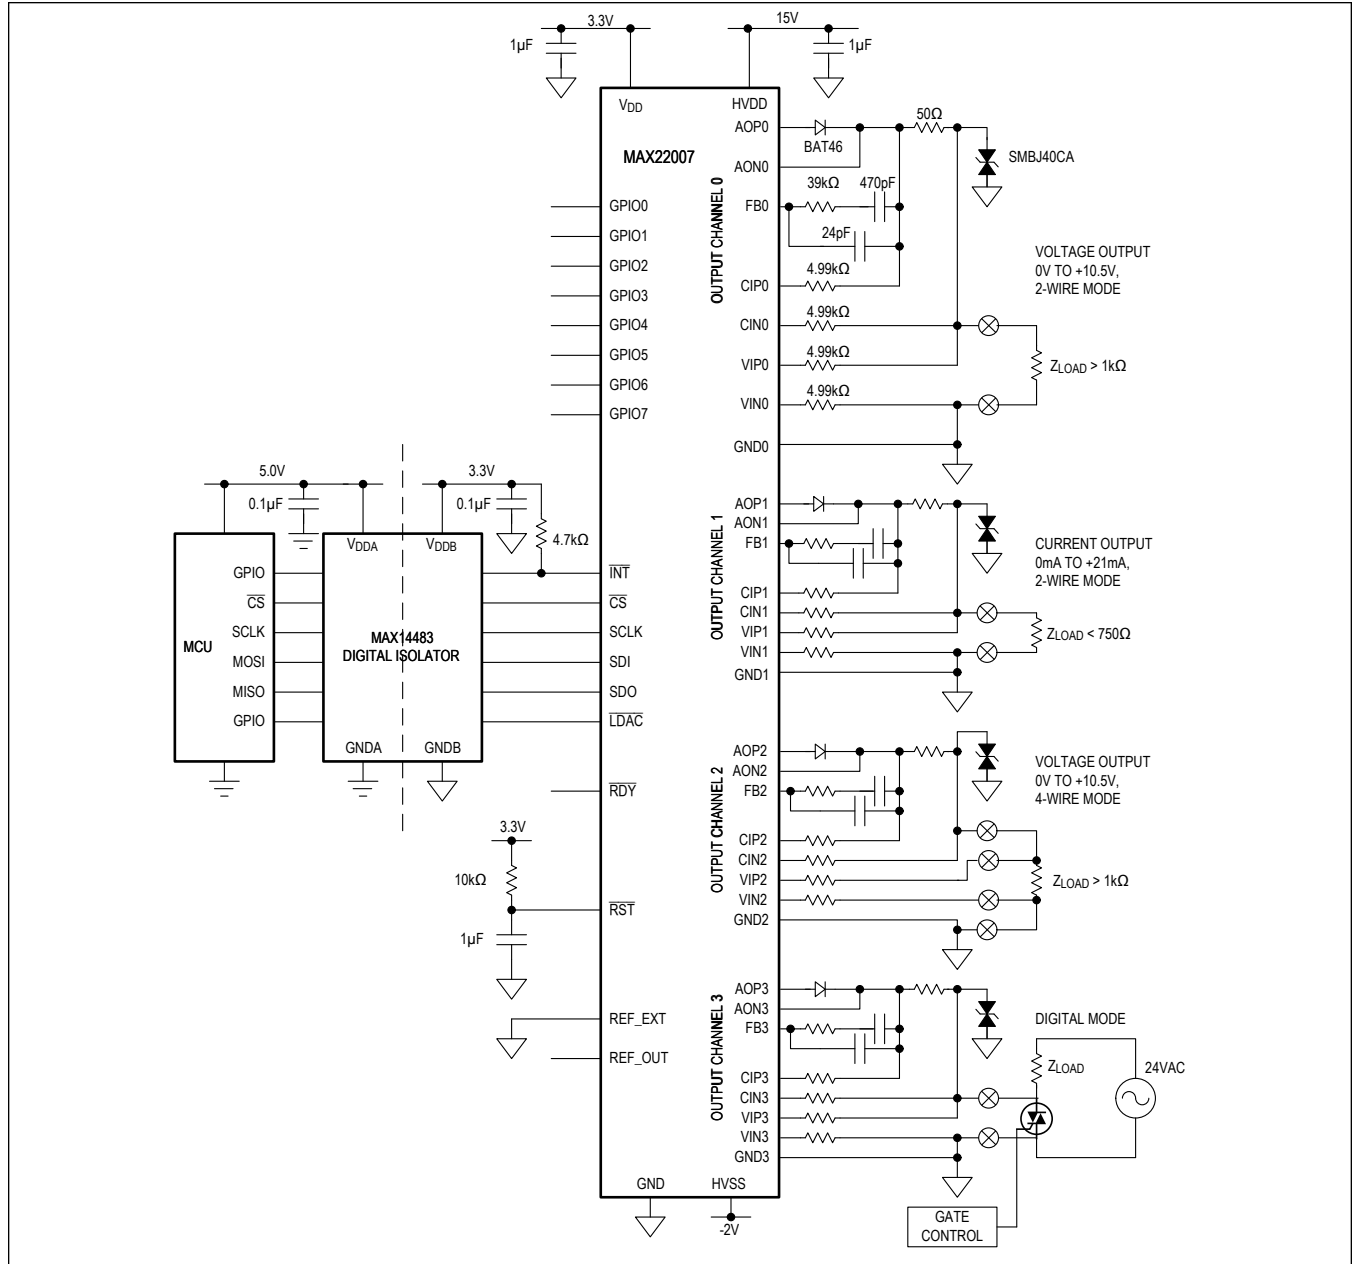 3.3V
15V
1µF
1µF
VDD
HVDD
MAX22007
OUTPUT CHANNEL 0
AOP0
BAT46
50Ω
SMBJ40CA
AON0
39kΩ
470pF
FB0
24pF
4.99kΩ
CIP0
4.99kΩ
CIN0
4.99kΩ
VIP0
4.99kΩ
VIN0
GND0
VOLTAGE OUTPUT
0V TO +10.5V,
2-WIRE MODE
ZLOAD > 1kΩ
GPIO0
GPIO1
GPIO2
GPIO3
GPIO4
GPIO5
GPIO6
GPIO7
5.0V
0.1µF
3.3V
0.1µF
4.7kΩ
MCU
GPIO
CS
SCLK
MOSI
MISO
GPIO
VDDA
VDDB
MAX14483
DIGITAL ISOLATOR
GNDA
GNDB
INT
CS
SCLK
SDI
SDO
LDAC
RDY
3.3V
10kΩ
RST
1µF
REF_EXT
REF_OUT
OUTPUT CHANNEL 1
AOP1
AON1
FB1
CIP1
CIN1
VIP1
VIN1
GND1
CURRENT OUTPUT
0mA TO +21mA,
2-WIRE MODE
ZLOAD < 750Ω
OUTPUT CHANNEL 2
AOP2
AON2
FB2
CIP2
CIN2
VIP2
VIN2
GND2
VOLTAGE OUTPUT
0V TO +10.5V,
4-WIRE MODE
ZLOAD > 1kΩ
OUTPUT CHANNEL 3
AOP3
AON3
FB3
CIP3
CIN3
VIP3
VIN3
GND3
DIGITAL MODE
ZLOAD
24VAC
GATE
CONTROL
GND
HVSS
-2V